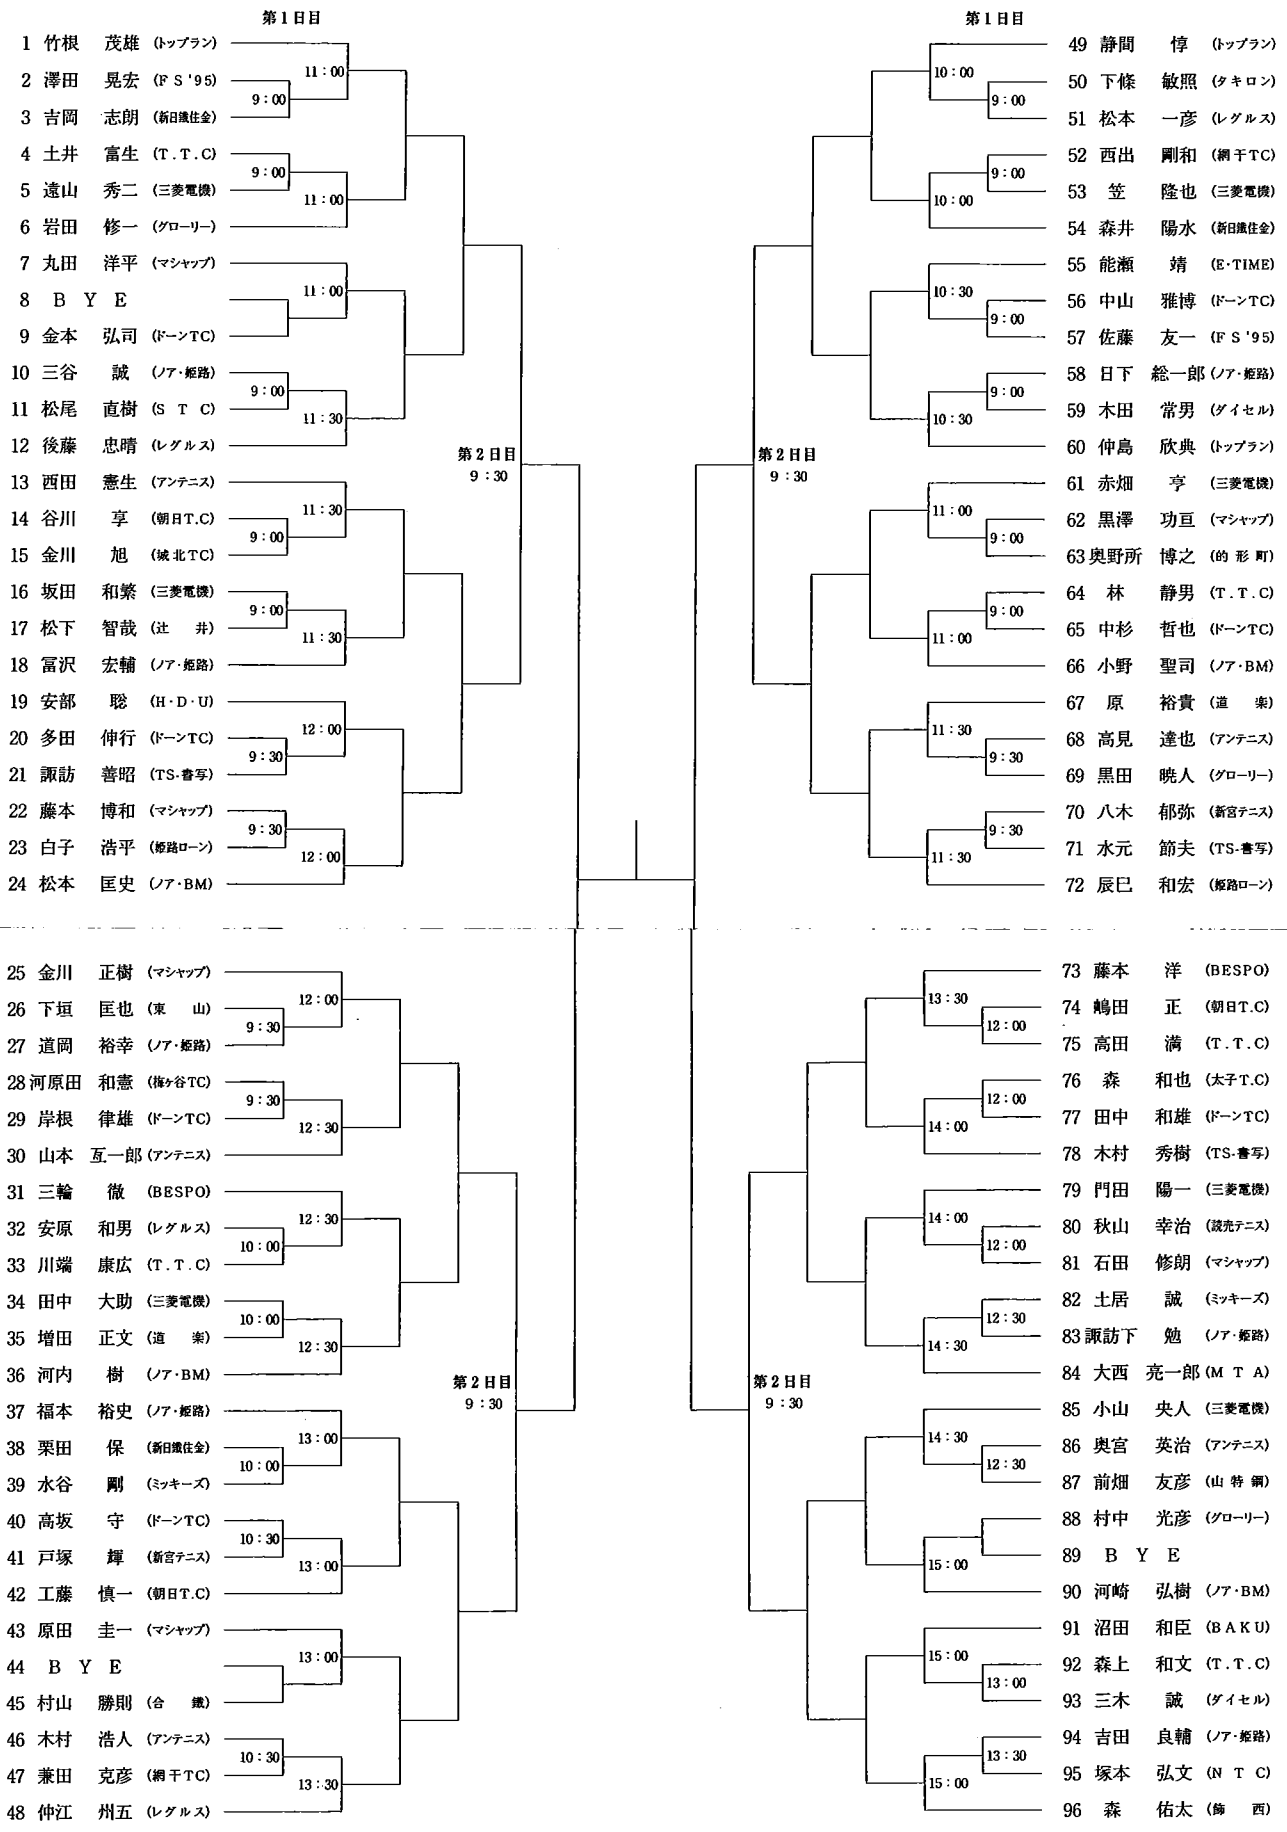 第1日目
1 竹根 茂雄 (トップラン)
11:00
2 澤田 晃宏 (F S '95)
9:00
3 吉岡 志朗 (新日鐵住金)
4 土井 富生 (T.T.C)
9:00
5 遠山 秀二 (三菱電機)
11:00
6 岩田 修一 (グローリー)
7 丸田 洋平 (マシャップ)
11:00
8 B Y E
9 金本 弘司 (ドーンTC)
10 三谷 誠 (ノア・姫路)
9:00
11 松尾 直樹 (S T C)
11:30
12 後藤 忠晴 (レグルス)
第2日目
9:30
13 西田 憲生 (アンテニス)
11:30
14 谷川 享 (朝日T.C)
9:00
15 金川 旭 (城北TC)
16 坂田 和繁 (三菱電機)
9:00
17 松下 智哉 (辻 井)
11:30
18 冨沢 宏輔 (ノア・姫路)
19 安部 聡 (H・D・U)
12:00
20 多田 伸行 (ドーンTC)
9:30
21 諏訪 善昭 (TS-書写)
22 藤本 博和 (マシャップ)
9:30
23 白子 浩平 (姫路ローン)
12:00
24 松本 匡史 (ノア・BM)
25 金川 正樹 (マシャップ)
12:00
26 下垣 匡也 (東 山)
9:30
27 道岡 裕幸 (ノア・姫路)
28 河原田 和憲 (梅ヶ谷TC)
9:30
29 岸根 律雄 (ドーンTC)
12:30
30 山本 亙一郎 (アンテニス)
31 三輪 徹 (BESPO)
12:30
32 安原 和男 (レグルス)
10:00
33 川端 康広 (T.T.C)
34 田中 大助 (三菱電機)
10:00
35 増田 正文 (道 楽)
12:30
36 河内 樹 (ノア・BM)
第2日目
9:30
37 福本 裕史 (ノア・姫路)
13:00
38 栗田 保 (新日鐵住金)
10:00
39 水谷 剛 (ミッキーズ)
40 高坂 守 (ドーンTC)
10:30
41 戸塚 輝 (新宮テニス)
13:00
42 工藤 慎一 (朝日T.C)
43 原田 圭一 (マシャップ)
13:00
44 B Y E
45 村山 勝則 (合 鐵)
46 木村 浩人 (アンテニス)
10:30
47 兼田 克彦 (網干TC)
13:30
48 仲江 州五 (レグルス)
第1日目
49 静間 惇 (トップラン)
10:00
50 下條 敏照 (タキロン)
9:00
51 松本 一彦 (レグルス)
52 西出 剛和 (網干TC)
9:00
53 笠 隆也 (三菱電機)
10:00
54 森井 陽水 (新日鐵住金)
55 能瀬 靖 (E・TIME)
10:30
56 中山 雅博 (ドーンTC)
9:00
57 佐藤 友一 (F S '95)
58 日下 総一郎 (ノア・姫路)
9:00
59 木田 常男 (ダイセル)
10:30
60 仲島 欣典 (トップラン)
第2日目
9:30
61 赤畑 亨 (三菱電機)
11:00
62 黒澤 功亘 (マシャップ)
9:00
63 奥野所 博之 (的形町)
64 林 静男 (T.T.C)
9:00
65 中杉 哲也 (ドーンTC)
11:00
66 小野 聖司 (ノア・BM)
67 原 裕貴 (道 楽)
11:30
68 高見 達也 (アンテニス)
9:30
69 黒田 暁人 (グローリー)
70 八木 郁弥 (新宮テニス)
9:30
71 水元 節夫 (TS-書写)
11:30
72 辰巳 和宏 (姫路ローン)
73 藤本 洋 (BESPO)
13:30
74 嶋田 正 (朝日T.C)
12:00
75 高田 満 (T.T.C)
76 森 和也 (太子T.C)
12:00
77 田中 和雄 (ドーンTC)
14:00
78 木村 秀樹 (TS-書写)
79 門田 陽一 (三菱電機)
14:00
80 秋山 幸治 (読売テニス)
12:00
81 石田 修朗 (マシャップ)
82 土居 誠 (ミッキーズ)
12:30
83 諏訪下 勉 (ノア・姫路)
14:30
84 大西 亮一郎 (M T A)
第2日目
9:30
85 小山 央人 (三菱電機)
14:30
86 奥宮 英治 (アンテニス)
12:30
87 前畑 友彦 (山特鋼)
88 村中 光彦 (グローリー)
89 B Y E
15:00
90 河崎 弘樹 (ノア・BM)
91 沼田 和臣 (BAKU)
15:00
92 森上 和文 (T.T.C)
13:00
93 三木 誠 (ダイセル)
94 吉田 良輔 (ノア・姫路)
13:30
95 塚本 弘文 (N T C)
15:00
96 森 佑太 (飾 西)